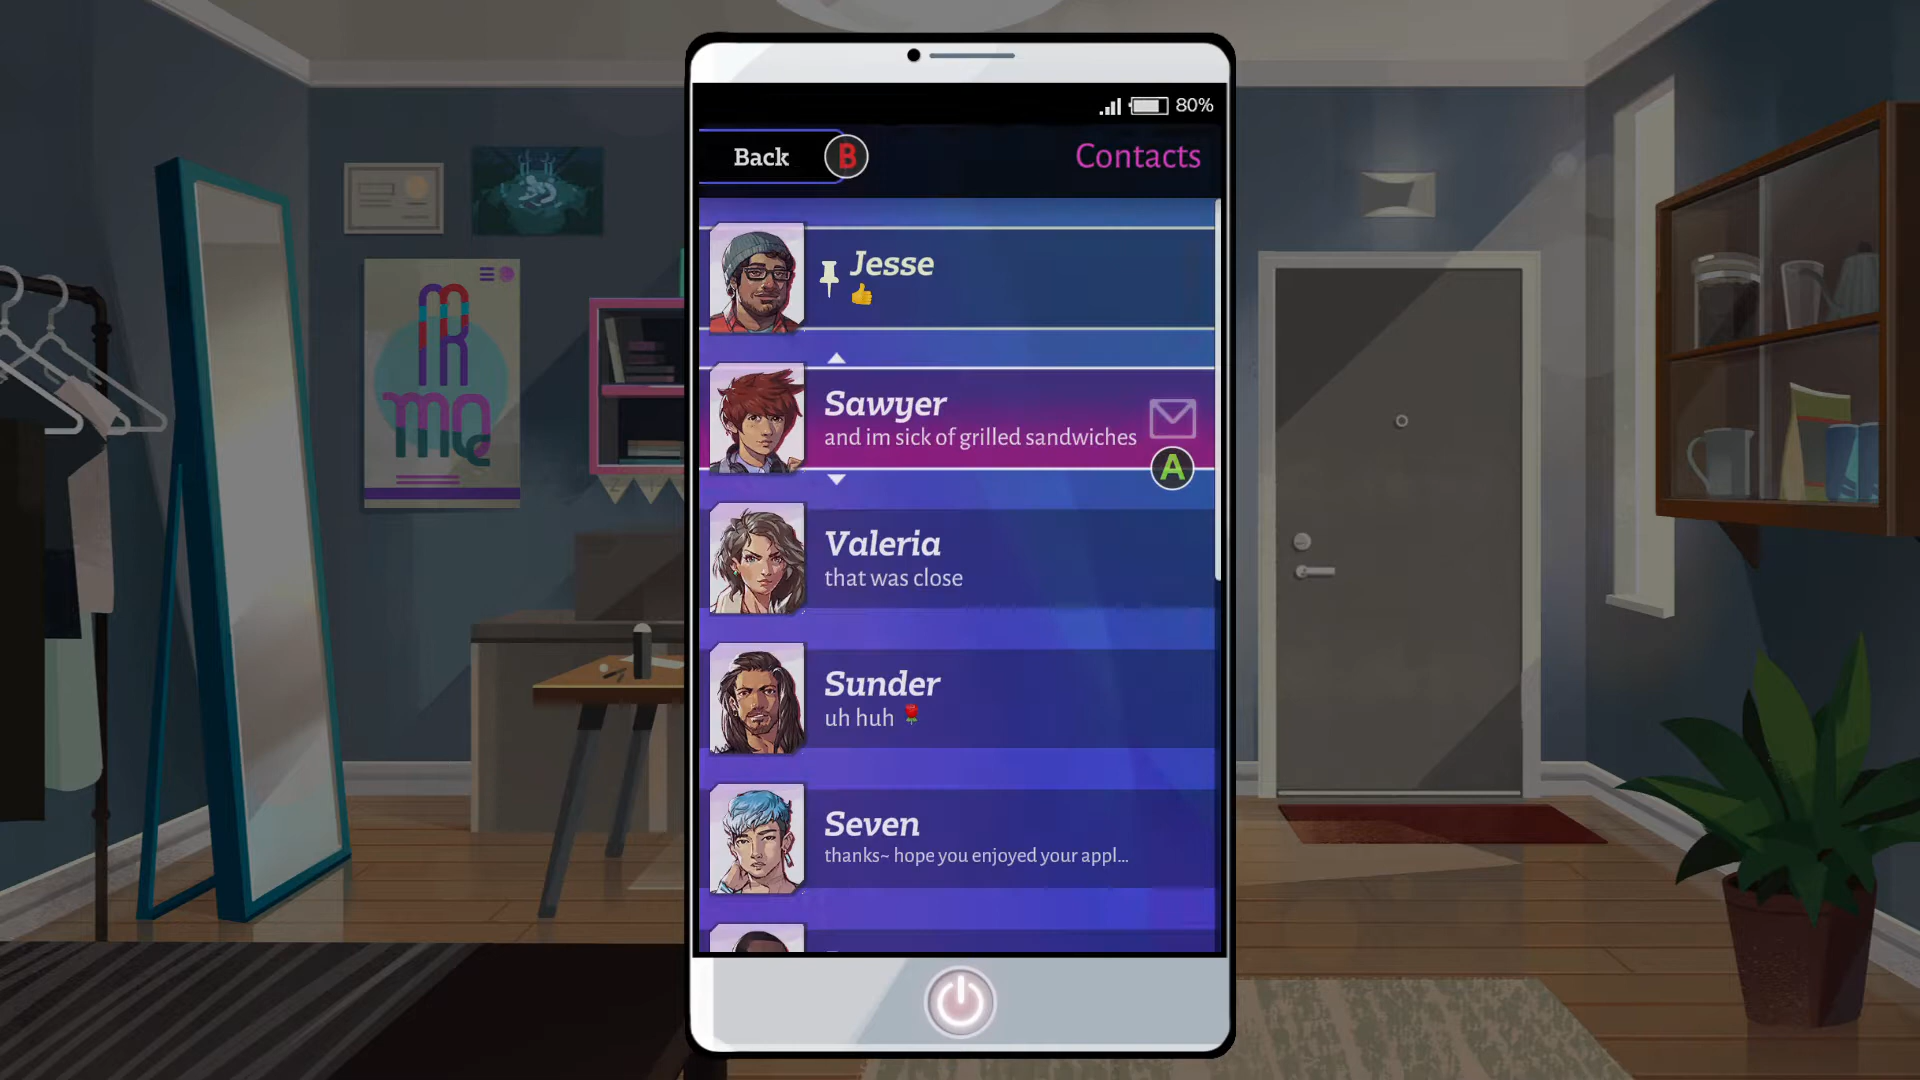 80%
Back
B
Contacts
Jesse
👍
Sawyer
and im sick of grilled sandwiches
A
Valeria
that was close
Sunder
uh huh 🌹
Seven
thanks~ hope you enjoyed your appl...